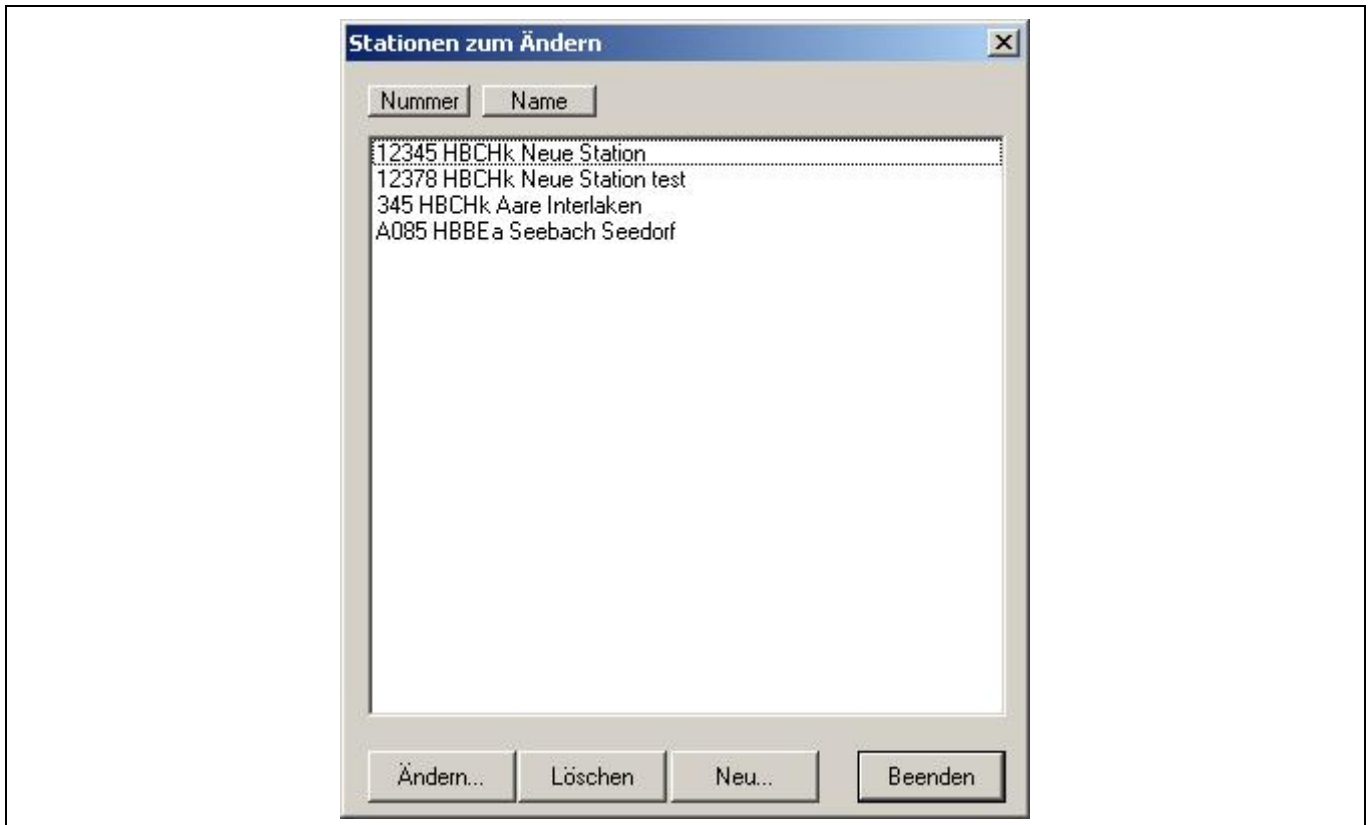 Stationen zum Ändern
Nummer Name
12345 HBCHk Neue Station
12378 HBCHk Neue Station test
345 HBCHk Aare Interlaken
A085 HBBEa Seebach Seedorf
Ändern... Löschen Neu... Beenden